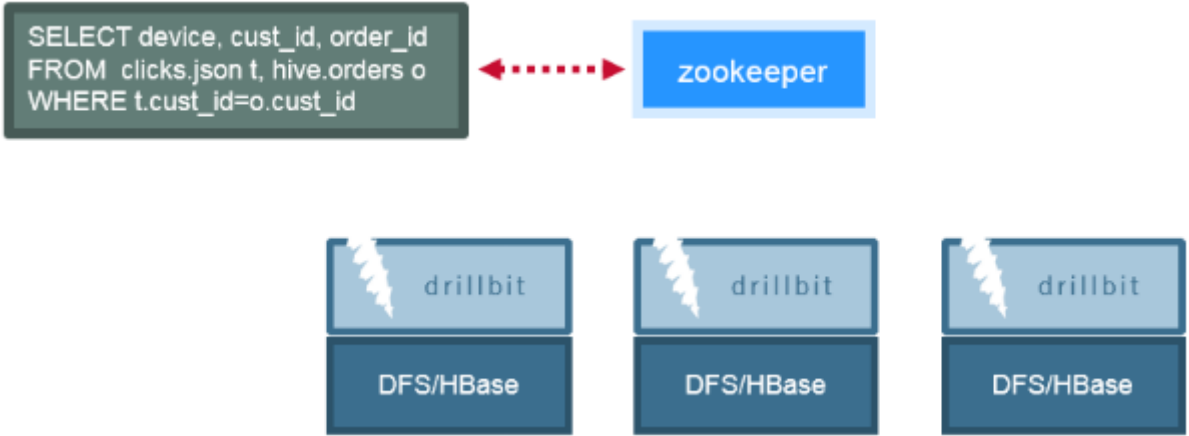 SELECT device, cust_id, order_id
FROM  clicks.json t, hive.orders o
WHERE t.cust_id=o.cust_id
zookeeper
drillbit
drillbit
drillbit
DFS/HBase
DFS/HBase
DFS/HBase